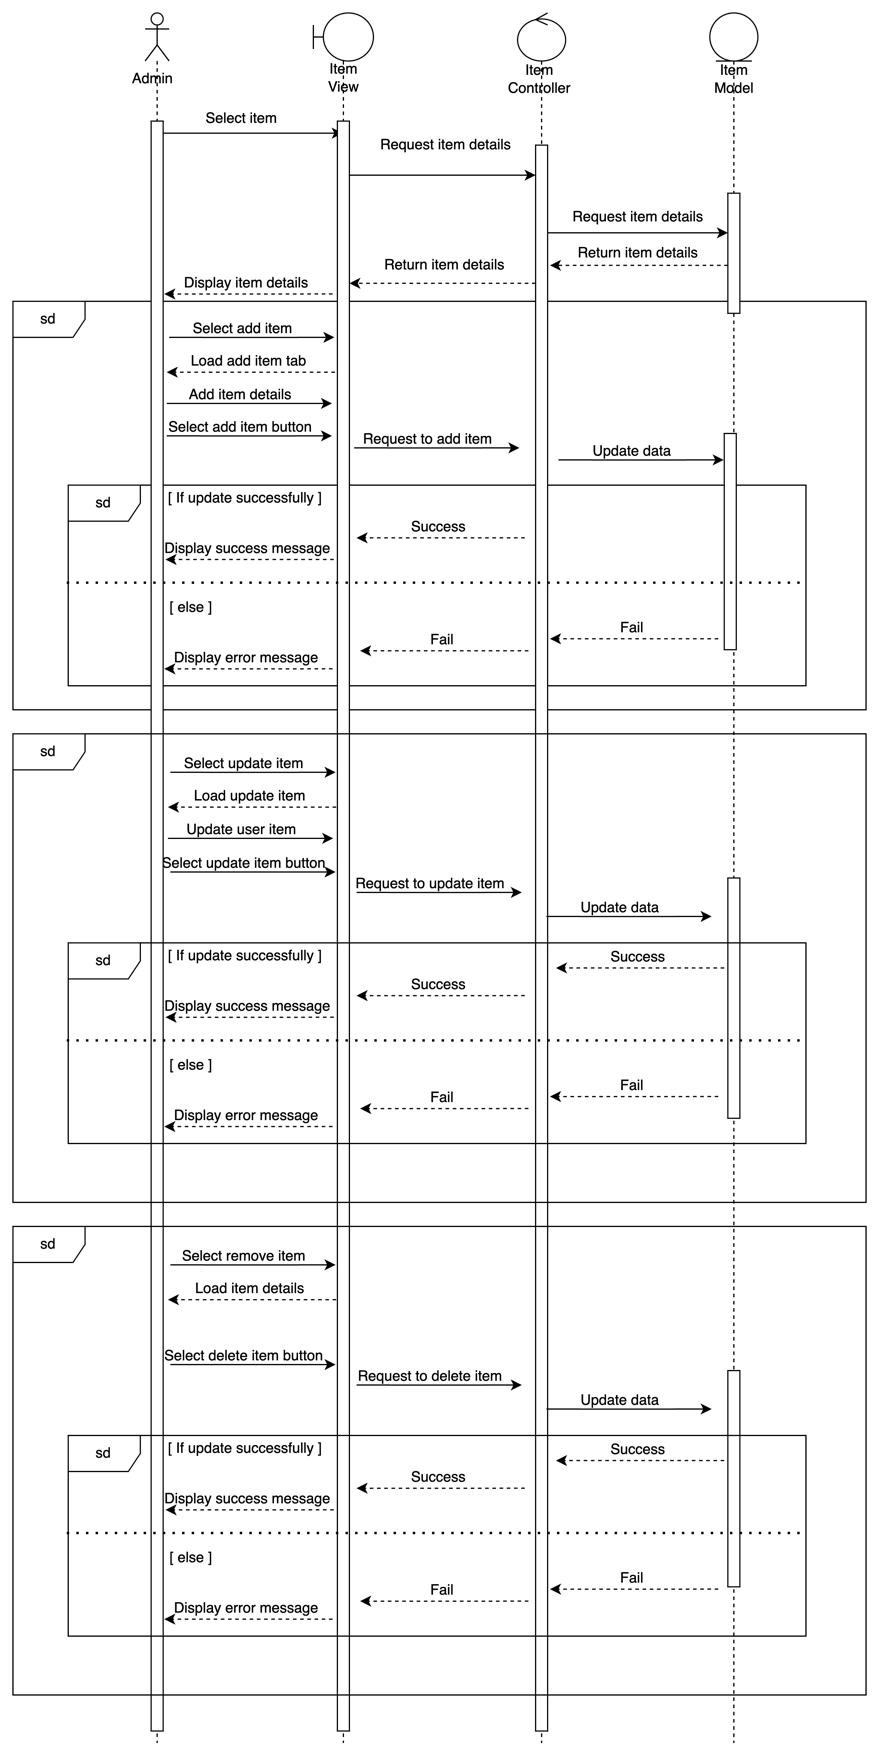 Admin
Item
View
Item
Controller
Item
Model
Select item
Request item details
Request item details
Return item details
Return item details
Display item details
sd
Select add item
Load add item tab
Add item details
Select add item button
Request to add item
Update data
sd
[ If update successfully ]
Success
Display success message
[ else ]
Fail
Fail
Display error message
sd
Select update item
Load update item
Update user item
Select update item button
Request to update item
Update data
sd
[ If update successfully ]
Success
Success
Display success message
[ else ]
Fail
Fail
Display error message
sd
Select remove item
Load item details
Select delete item button
Request to delete item
Update data
sd
[ If update successfully ]
Success
Success
Display success message
[ else ]
Fail
Fail
Display error message